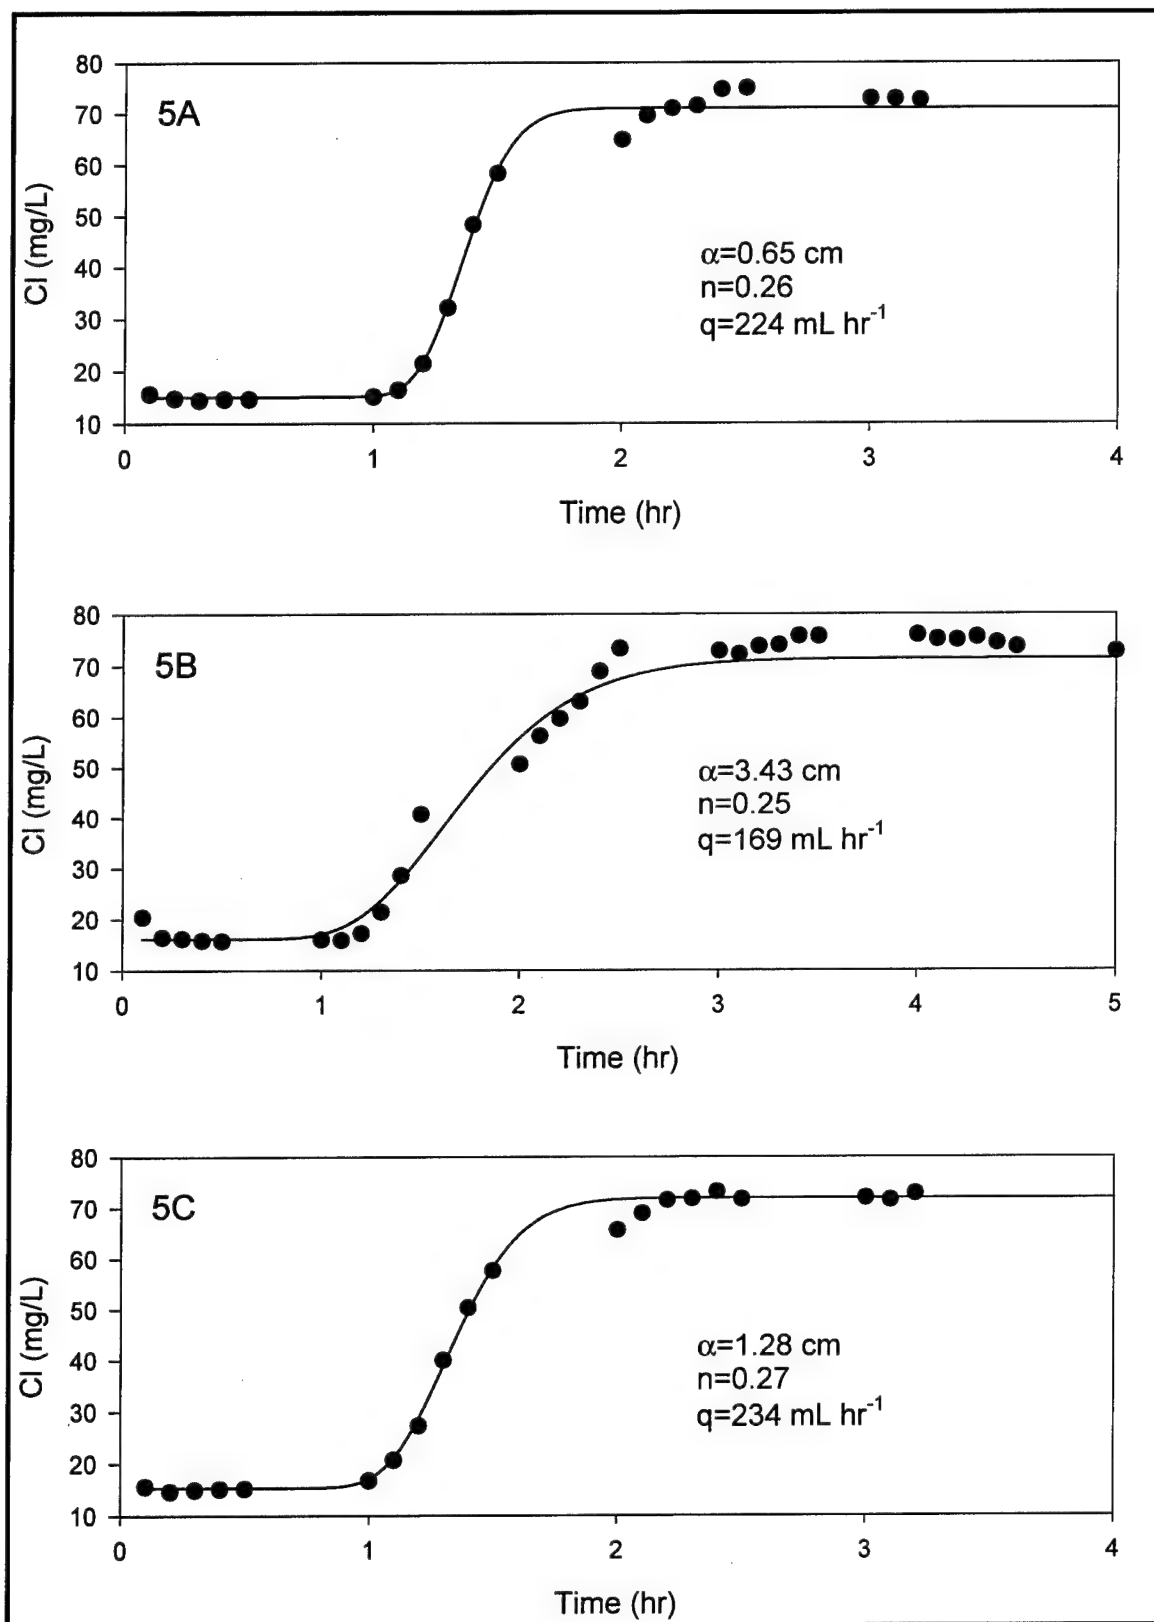 5A
Cl (mg/L)
80
70
60
50
40
30
20
10
α=0.65 cm
n=0.26
q=224 mL hr⁻¹
0 1 2 3 4
Time (hr)
5B
Cl (mg/L)
80
70
60
50
40
30
20
10
α=3.43 cm
n=0.25
q=169 mL hr⁻¹
0 1 2 3 4 5
Time (hr)
5C
Cl (mg/L)
80
70
60
50
40
30
20
10
α=1.28 cm
n=0.27
q=234 mL hr⁻¹
0 1 2 3 4
Time (hr)